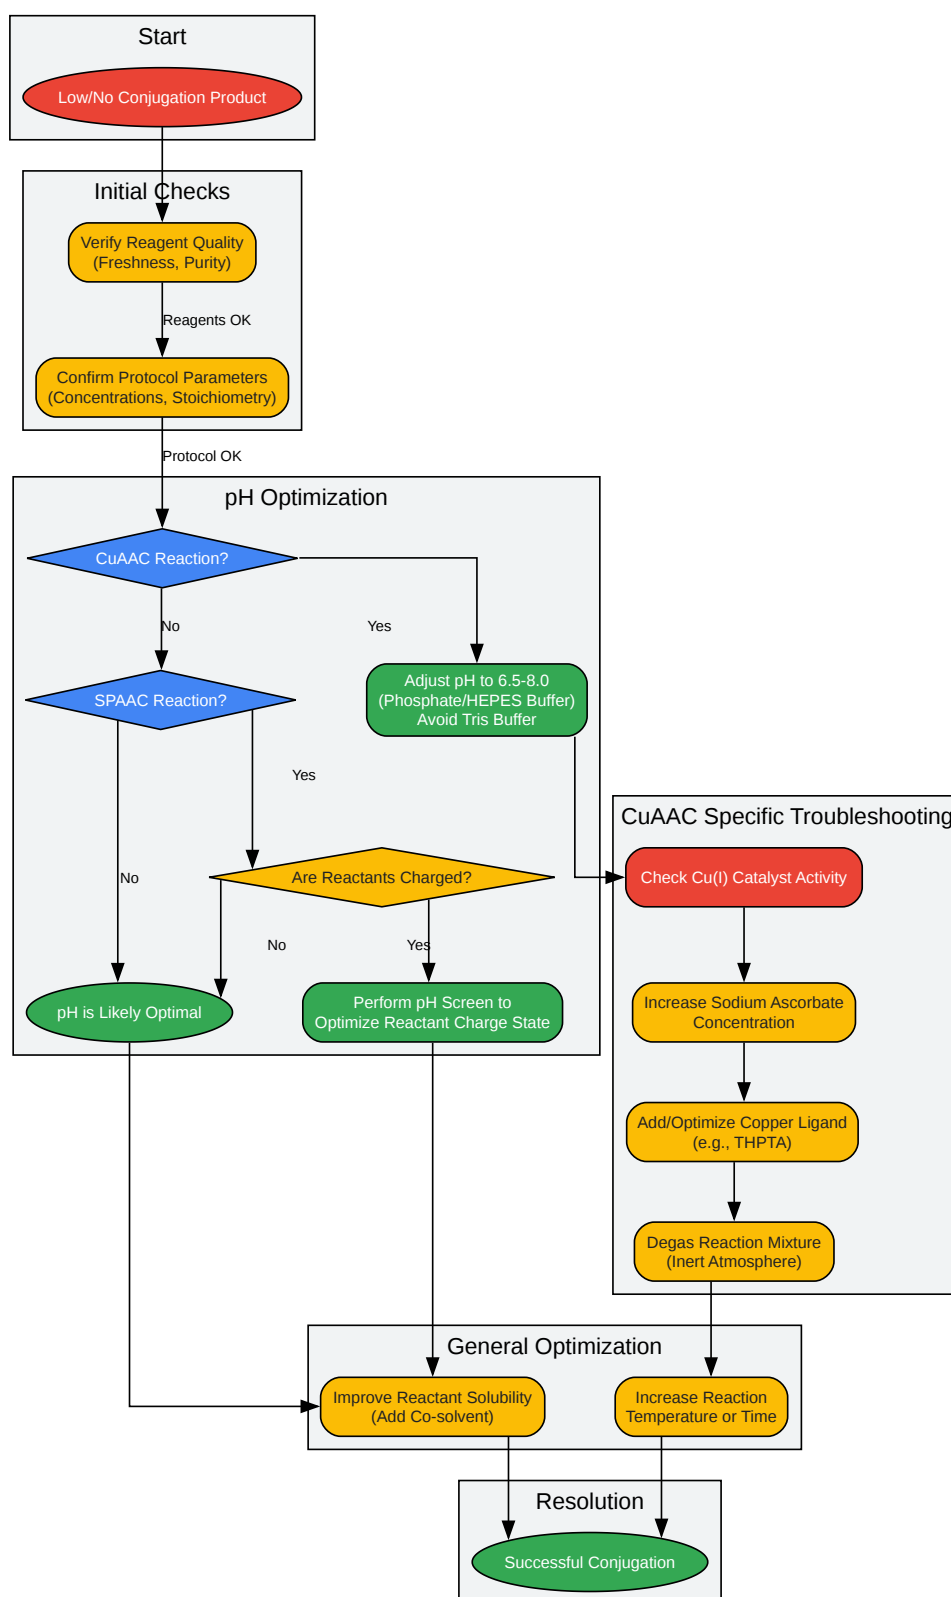 Start
Low/No Conjugation Product
Initial Checks
Verify Reagent Quality
(Freshness, Purity)
Reagents OK
Confirm Protocol Parameters
(Concentrations, Stoichiometry)
Protocol OK
pH Optimization
CuAAC Reaction?
No
Yes
SPAAC Reaction?
Adjust pH to 6.5-8.0
(Phosphate/HEPES Buffer)
Avoid Tris Buffer
Yes
CuAAC Specific Troubleshooting
No
Are Reactants Charged?
Check Cu(I) Catalyst Activity
No
Yes
pH is Likely Optimal
Perform pH Screen to
Optimize Reactant Charge State
Increase Sodium Ascorbate
Concentration
Add/Optimize Copper Ligand
(e.g., THPTA)
Degas Reaction Mixture
(Inert Atmosphere)
General Optimization
Improve Reactant Solubility
(Add Co-solvent)
Increase Reaction
Temperature or Time
Resolution
Successful Conjugation